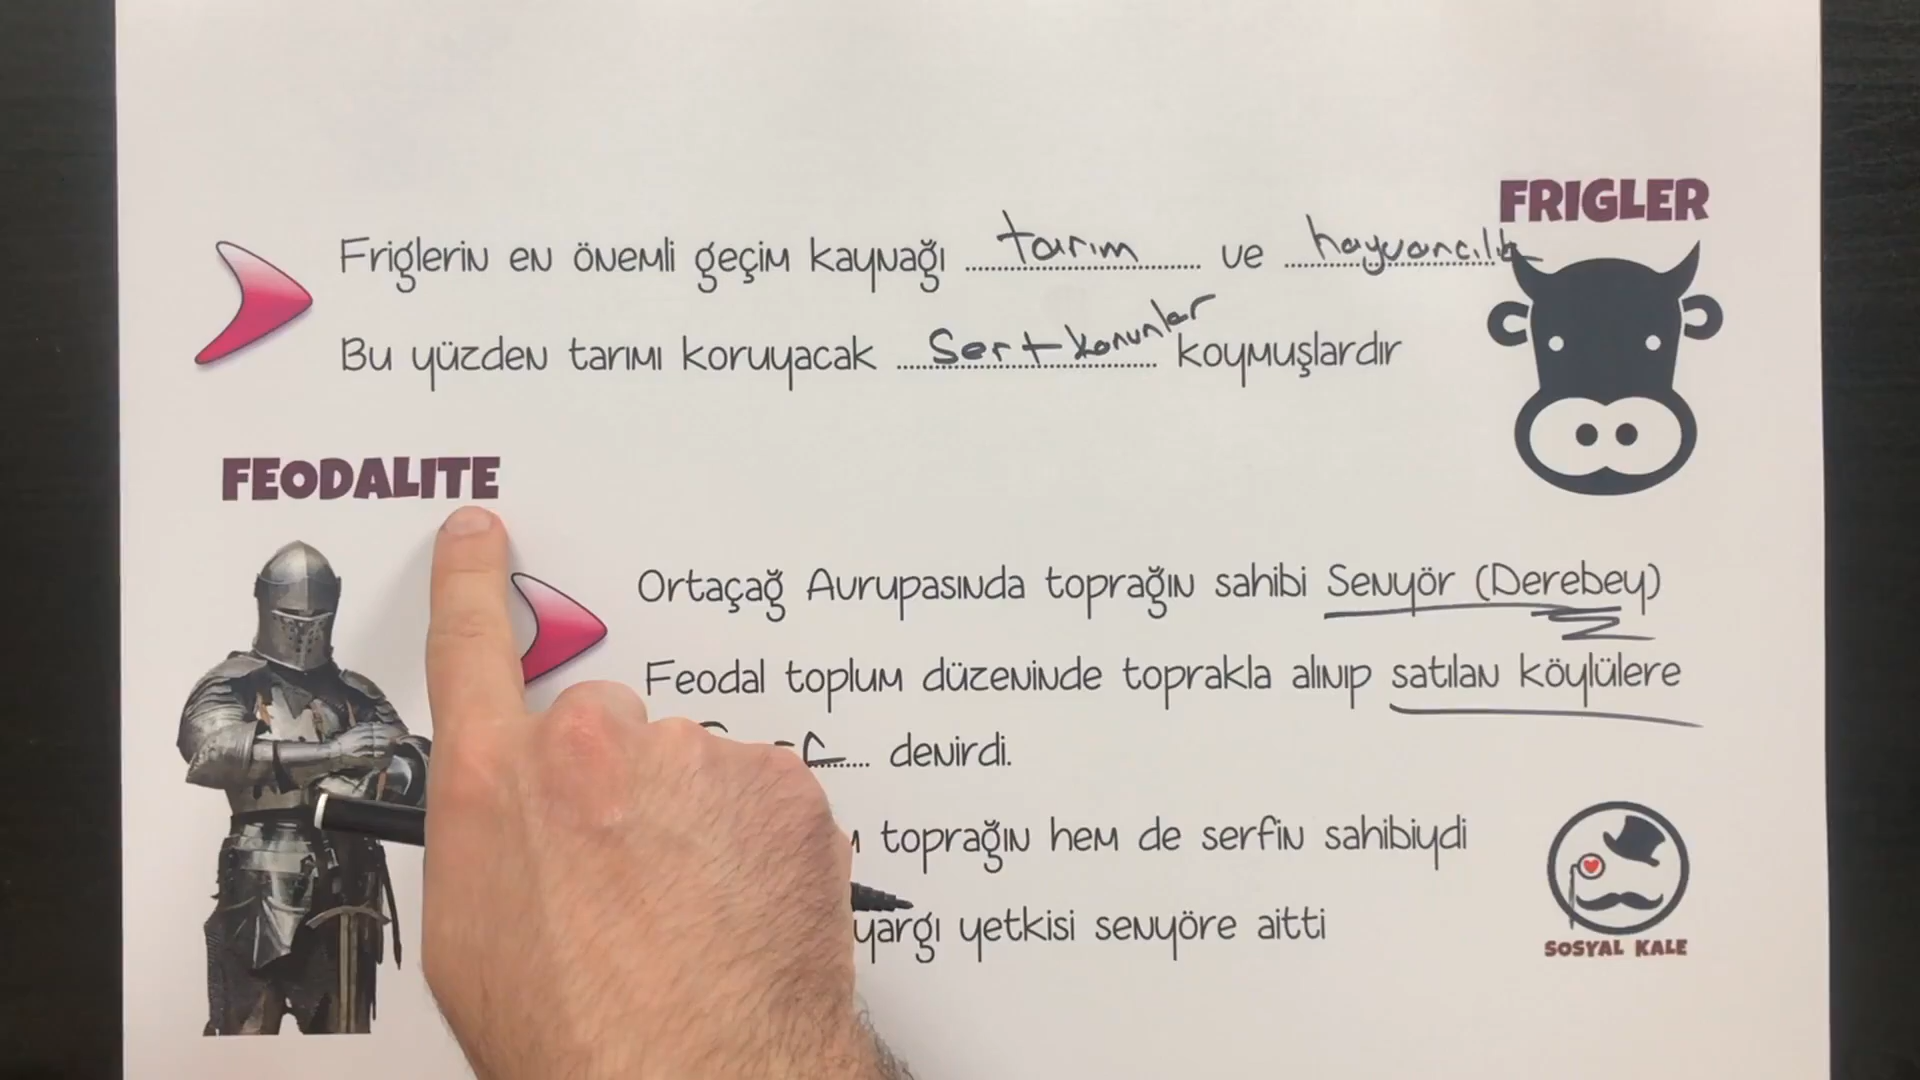 FRIGLER
Friglerin en önemli geçim kaynağı tarım ve hayvancılık
Bu yüzden tarımı koruyacak Sert kanunlar koymuşlardır
FEODALITE
Ortaçağ Avrupasında toprağın sahibi Senyör (Derebey)
Feodal toplum düzeninde toprakla alınıp satılan köylülere
denirdi.
toprağın hem de serfin sahibiydi
yargı yetkisi senyöre aitti
SOSYAL KALE